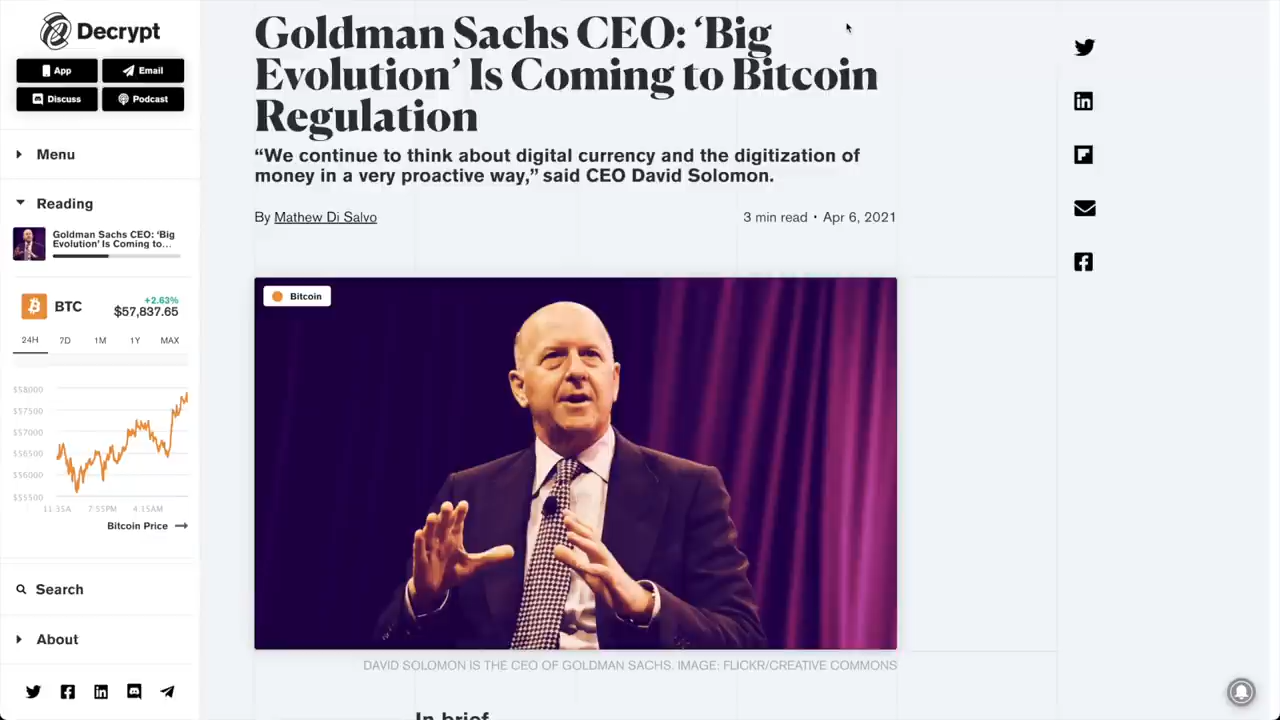 Decrypt
App
Email
Discuss
Podcast
Menu
Reading
Goldman Sachs CEO: ‘Big
Evolution’ Is Coming to…
BTC
+2.63%
$57,837.65
24H
7D
1M
1Y
MAX
$58000
$57500
$57000
$56500
$56000
$55500
11:35A
7:55PM
4:15AM
Bitcoin Price
Search
About
Goldman Sachs CEO: ‘Big
Evolution’ Is Coming to Bitcoin
Regulation
“We continue to think about digital currency and the digitization of
money in a very proactive way,” said CEO David Solomon.
By Mathew Di Salvo
3 min read • Apr 6, 2021
Bitcoin
DAVID SOLOMON IS THE CEO OF GOLDMAN SACHS. IMAGE: FLICKR/CREATIVE COMMONS
In brief